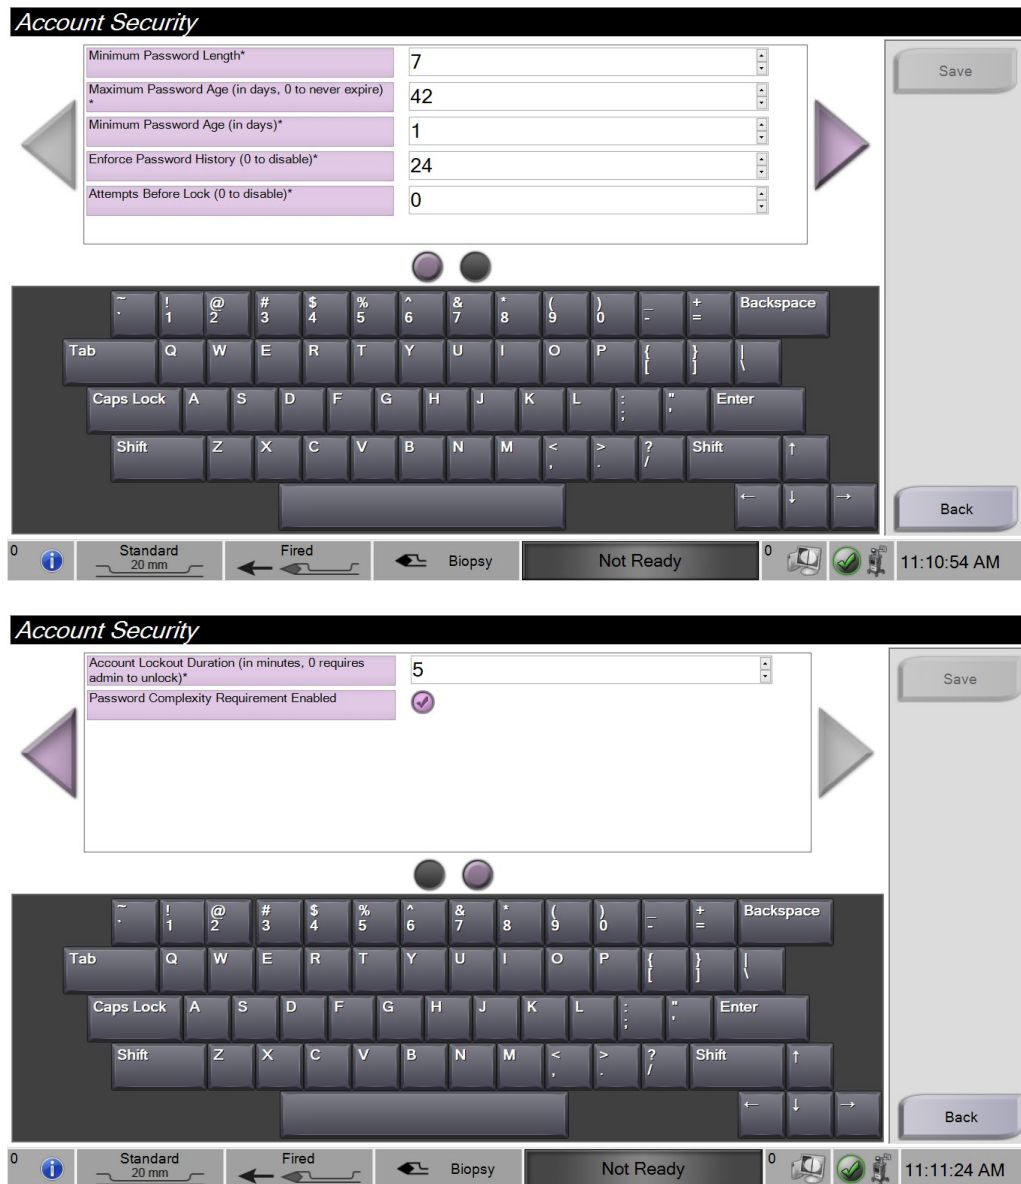 Account Security
Minimum Password Length*
7
Save
Maximum Password Age (in days, 0 to never expire)
*
42
Minimum Password Age (in days)*
1
Enforce Password History (0 to disable)*
24
Attempts Before Lock (0 to disable)*
0
~ ! @ # $ % ^ & * ( ) _ + Backspace
` 1 2 3 4 5 6 7 8 9 0 - =
Tab Q W E R T Y U I O P { } |
[ ] \
Caps Lock A S D F G H J K L : " Enter
; '
Shift Z X C V B N M < > ? Shift ↑
, . /
← ↓ →
Back
0 Standard Fired Biopsy Not Ready 0 11:10:54 AM
20 mm
Account Security
Account Lockout Duration (in minutes, 0 requires
admin to unlock)*
5
Save
Password Complexity Requirement Enabled
~ ! @ # $ % ^ & * ( ) _ + Backspace
` 1 2 3 4 5 6 7 8 9 0 - =
Tab Q W E R T Y U I O P { } |
[ ] \
Caps Lock A S D F G H J K L : " Enter
; '
Shift Z X C V B N M < > ? Shift ↑
, . /
← ↓ →
Back
0 Standard Fired Biopsy Not Ready 0 11:11:24 AM
20 mm